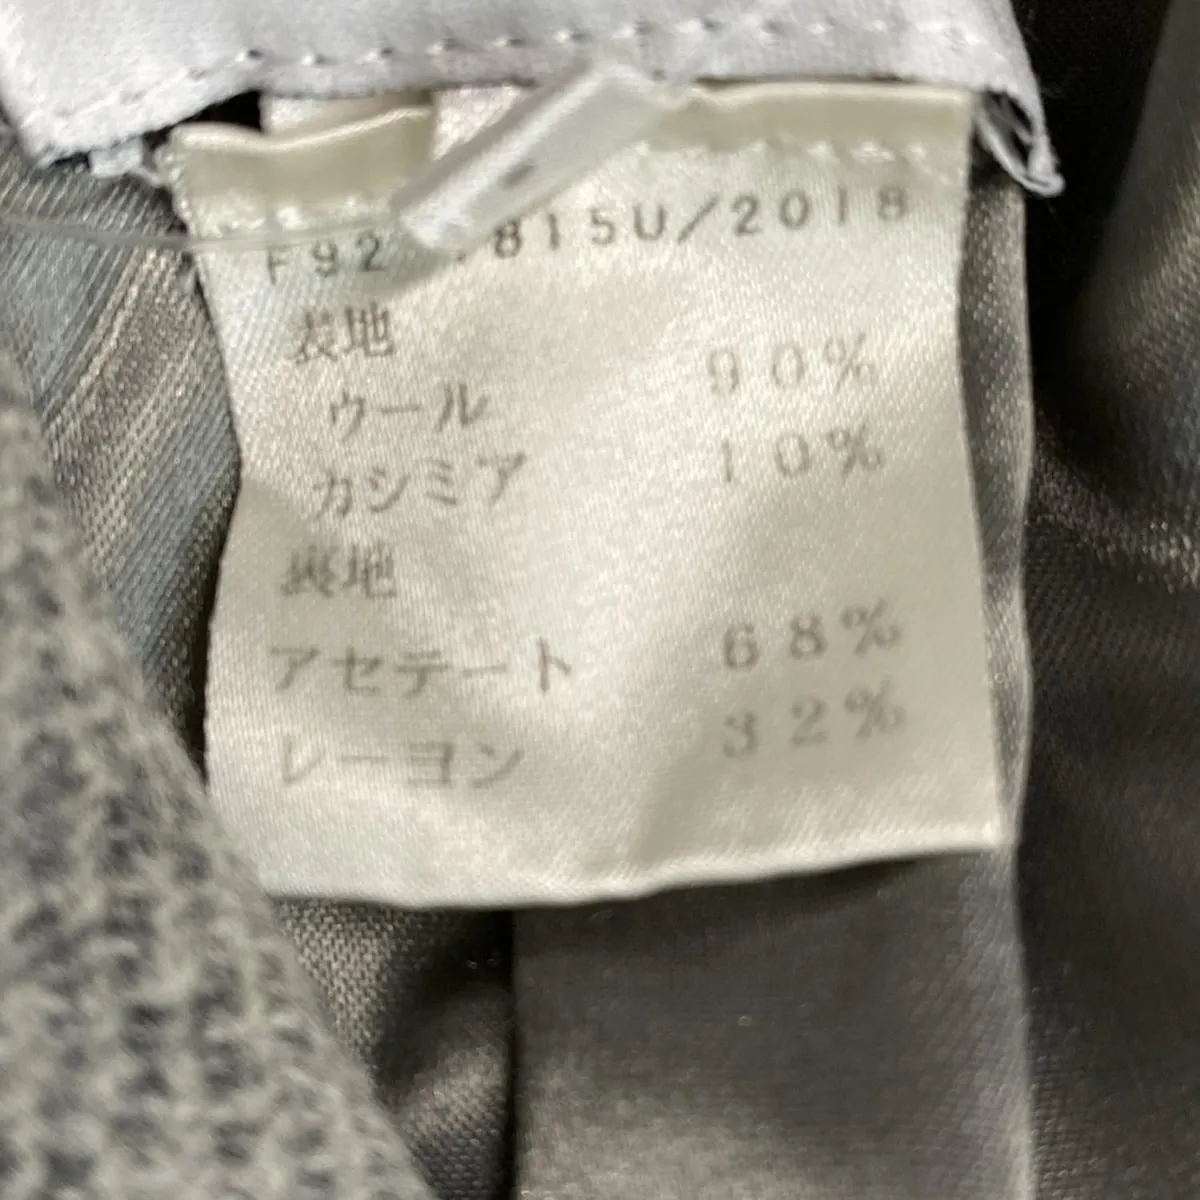 F92 .815U/2018
表地
ウール 90%
カシミア 10%
裏地
アセテート 68%
レーヨン 32%